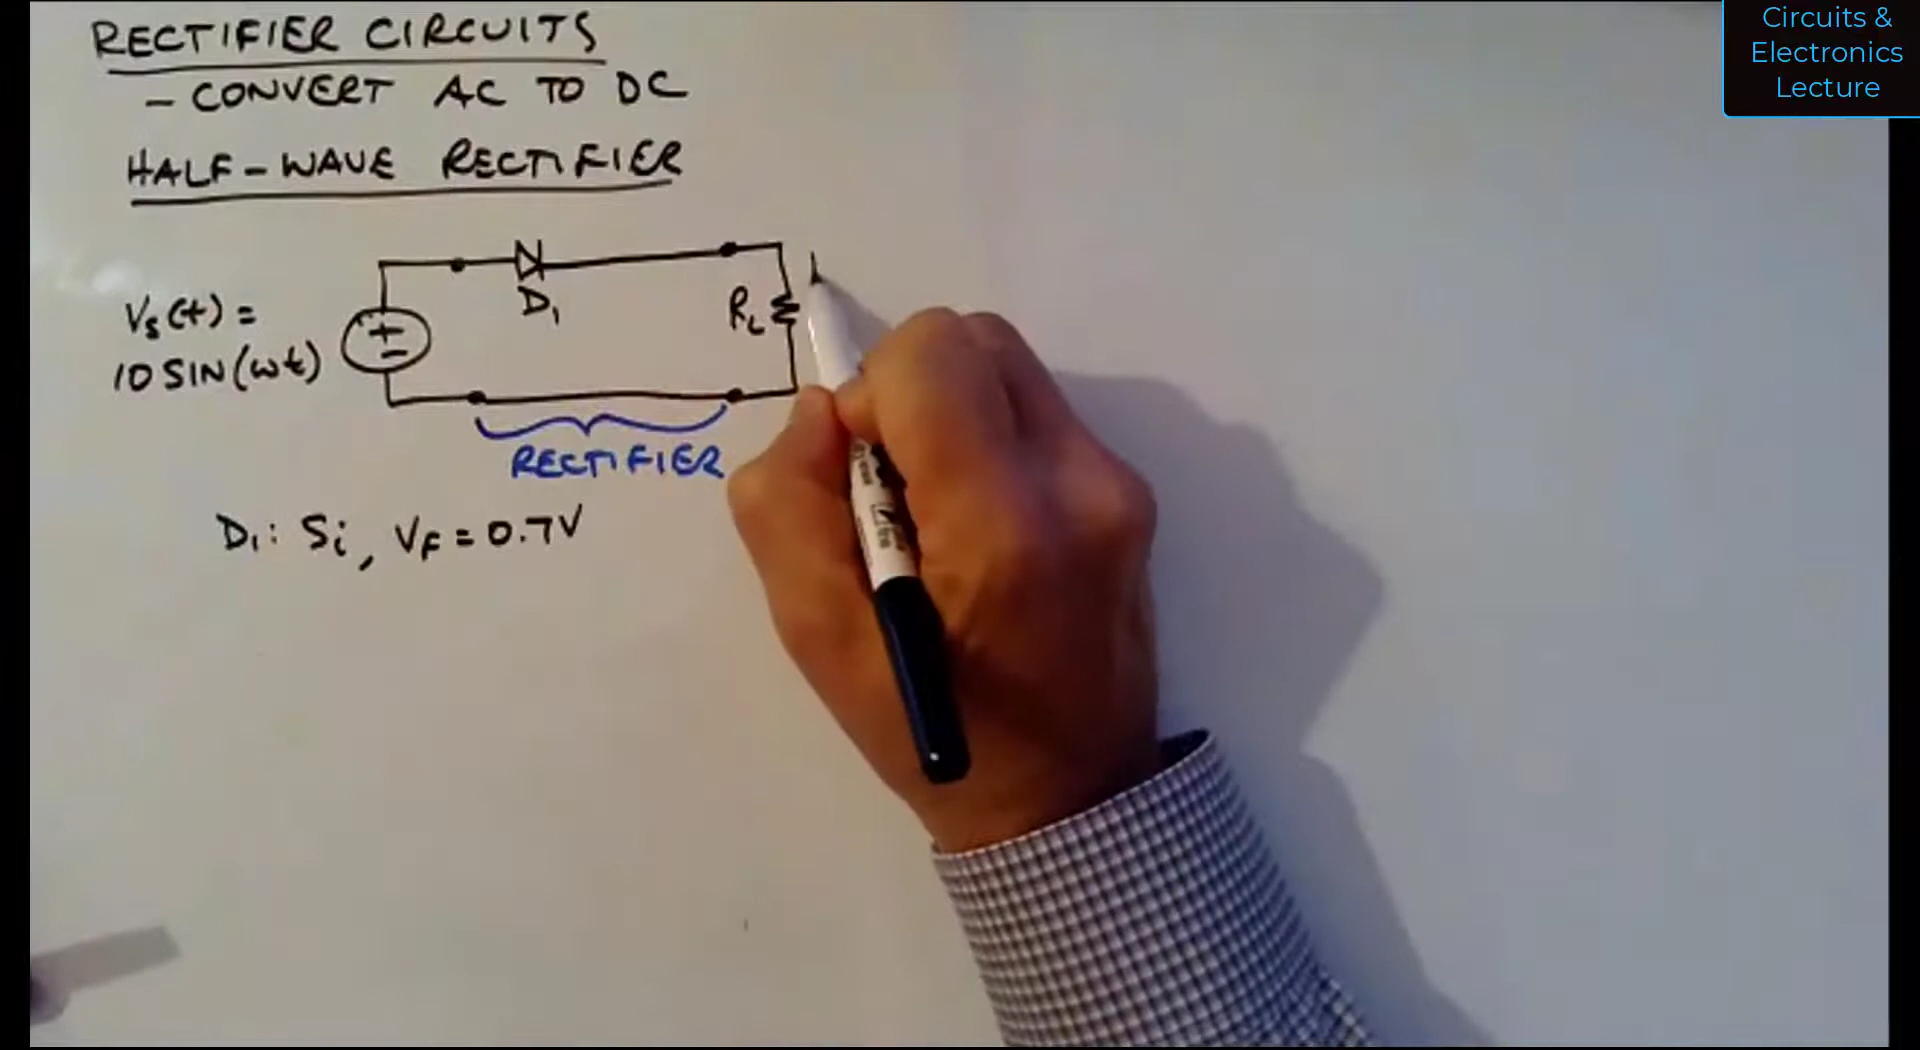 RECTIFIER CIRCUITS
- CONVERT AC TO DC
HALF-WAVE RECTIFIER
Vs(t) =
10 SIN(ωt)
D1
RL
RECTIFIER
D1: Si, VF = 0.7V
Circuits &
Electronics
Lecture